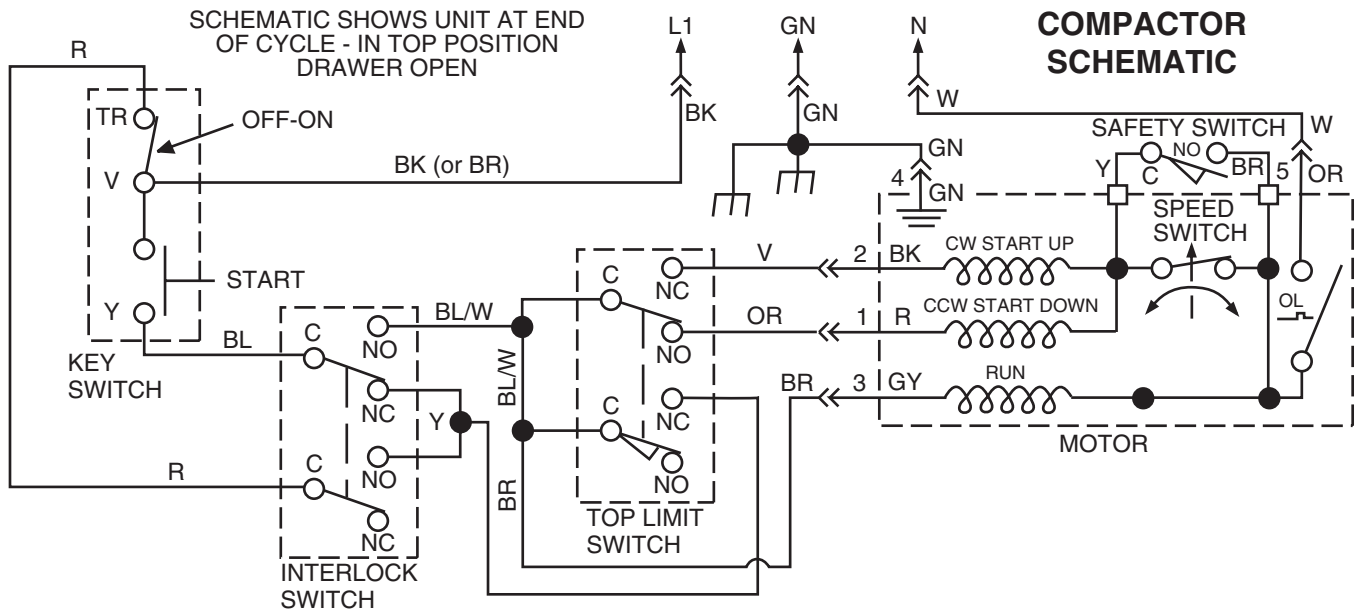 SCHEMATIC SHOWS UNIT AT END
OF CYCLE - IN TOP POSITION
DRAWER OPEN
COMPACTOR
SCHEMATIC
L1
GN
N
R
BK
GN
W
W
TR
OFF-ON
V
BK (or BR)
START
Y
KEY
SWITCH
GN
4
GN
SAFETY SWITCH
NO
Y
C
BR
5
OR
SPEED
SWITCH
BL
C
NO
NC
BL/W
Y
C
NO
NC
R
INTERLOCK
SWITCH
BL/W
BR
C
NC
NO
C
NC
NO
TOP LIMIT
SWITCH
V
2
BK
CW START UP
OR
1
R
CCW START DOWN
BR
3
GY
RUN
OL
MOTOR